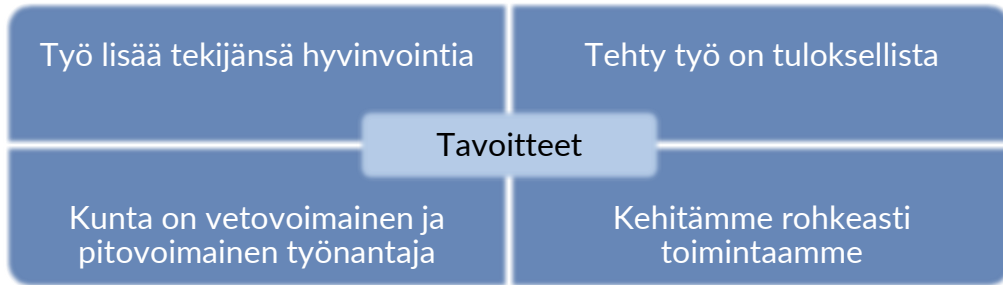 Työ lisää tekijänsä hyvinvointia
Tehty työ on tuloksellista
Tavoitteet
Kunta on vetovoimainen ja
pitovoimainen työnantaja
Kehitämme rohkeasti
toimintaamme